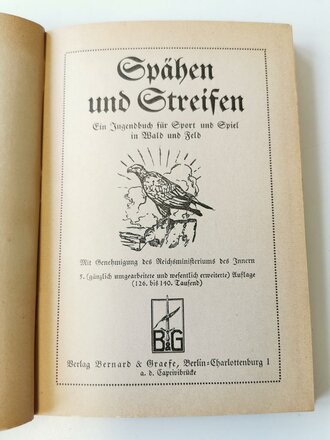 Spähen
und Streifen
Ein Jugendbuch für Sport und Spiel
in Wald und Feld
Mit Genehmigung des Reichsministeriums des Innern
5. (gänzlich umgearbeitete und wesentlich erweiterte) Auflage
(126. bis 140. Tausend)
B&G
Verlag Bernard & Graefe, Berlin-Charlottenburg 1
a. d. Caprivibrücke